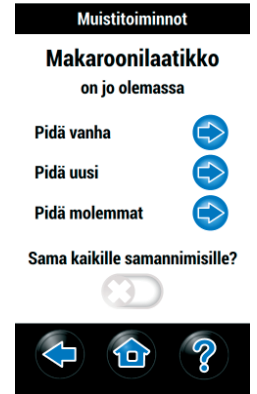 Muistitoiminnot
Makaroonilaatikko
on jo olemassa
Pidä vanha
Pidä uusi
Pidä molemmat
Sama kaikille samannimisille?
?